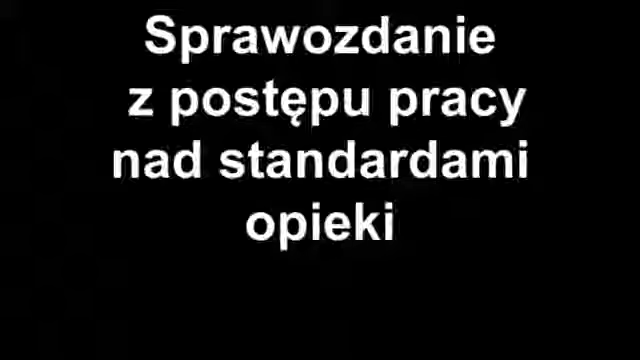 Sprawozdanie
z postępu pracy
nad standardami
opieki